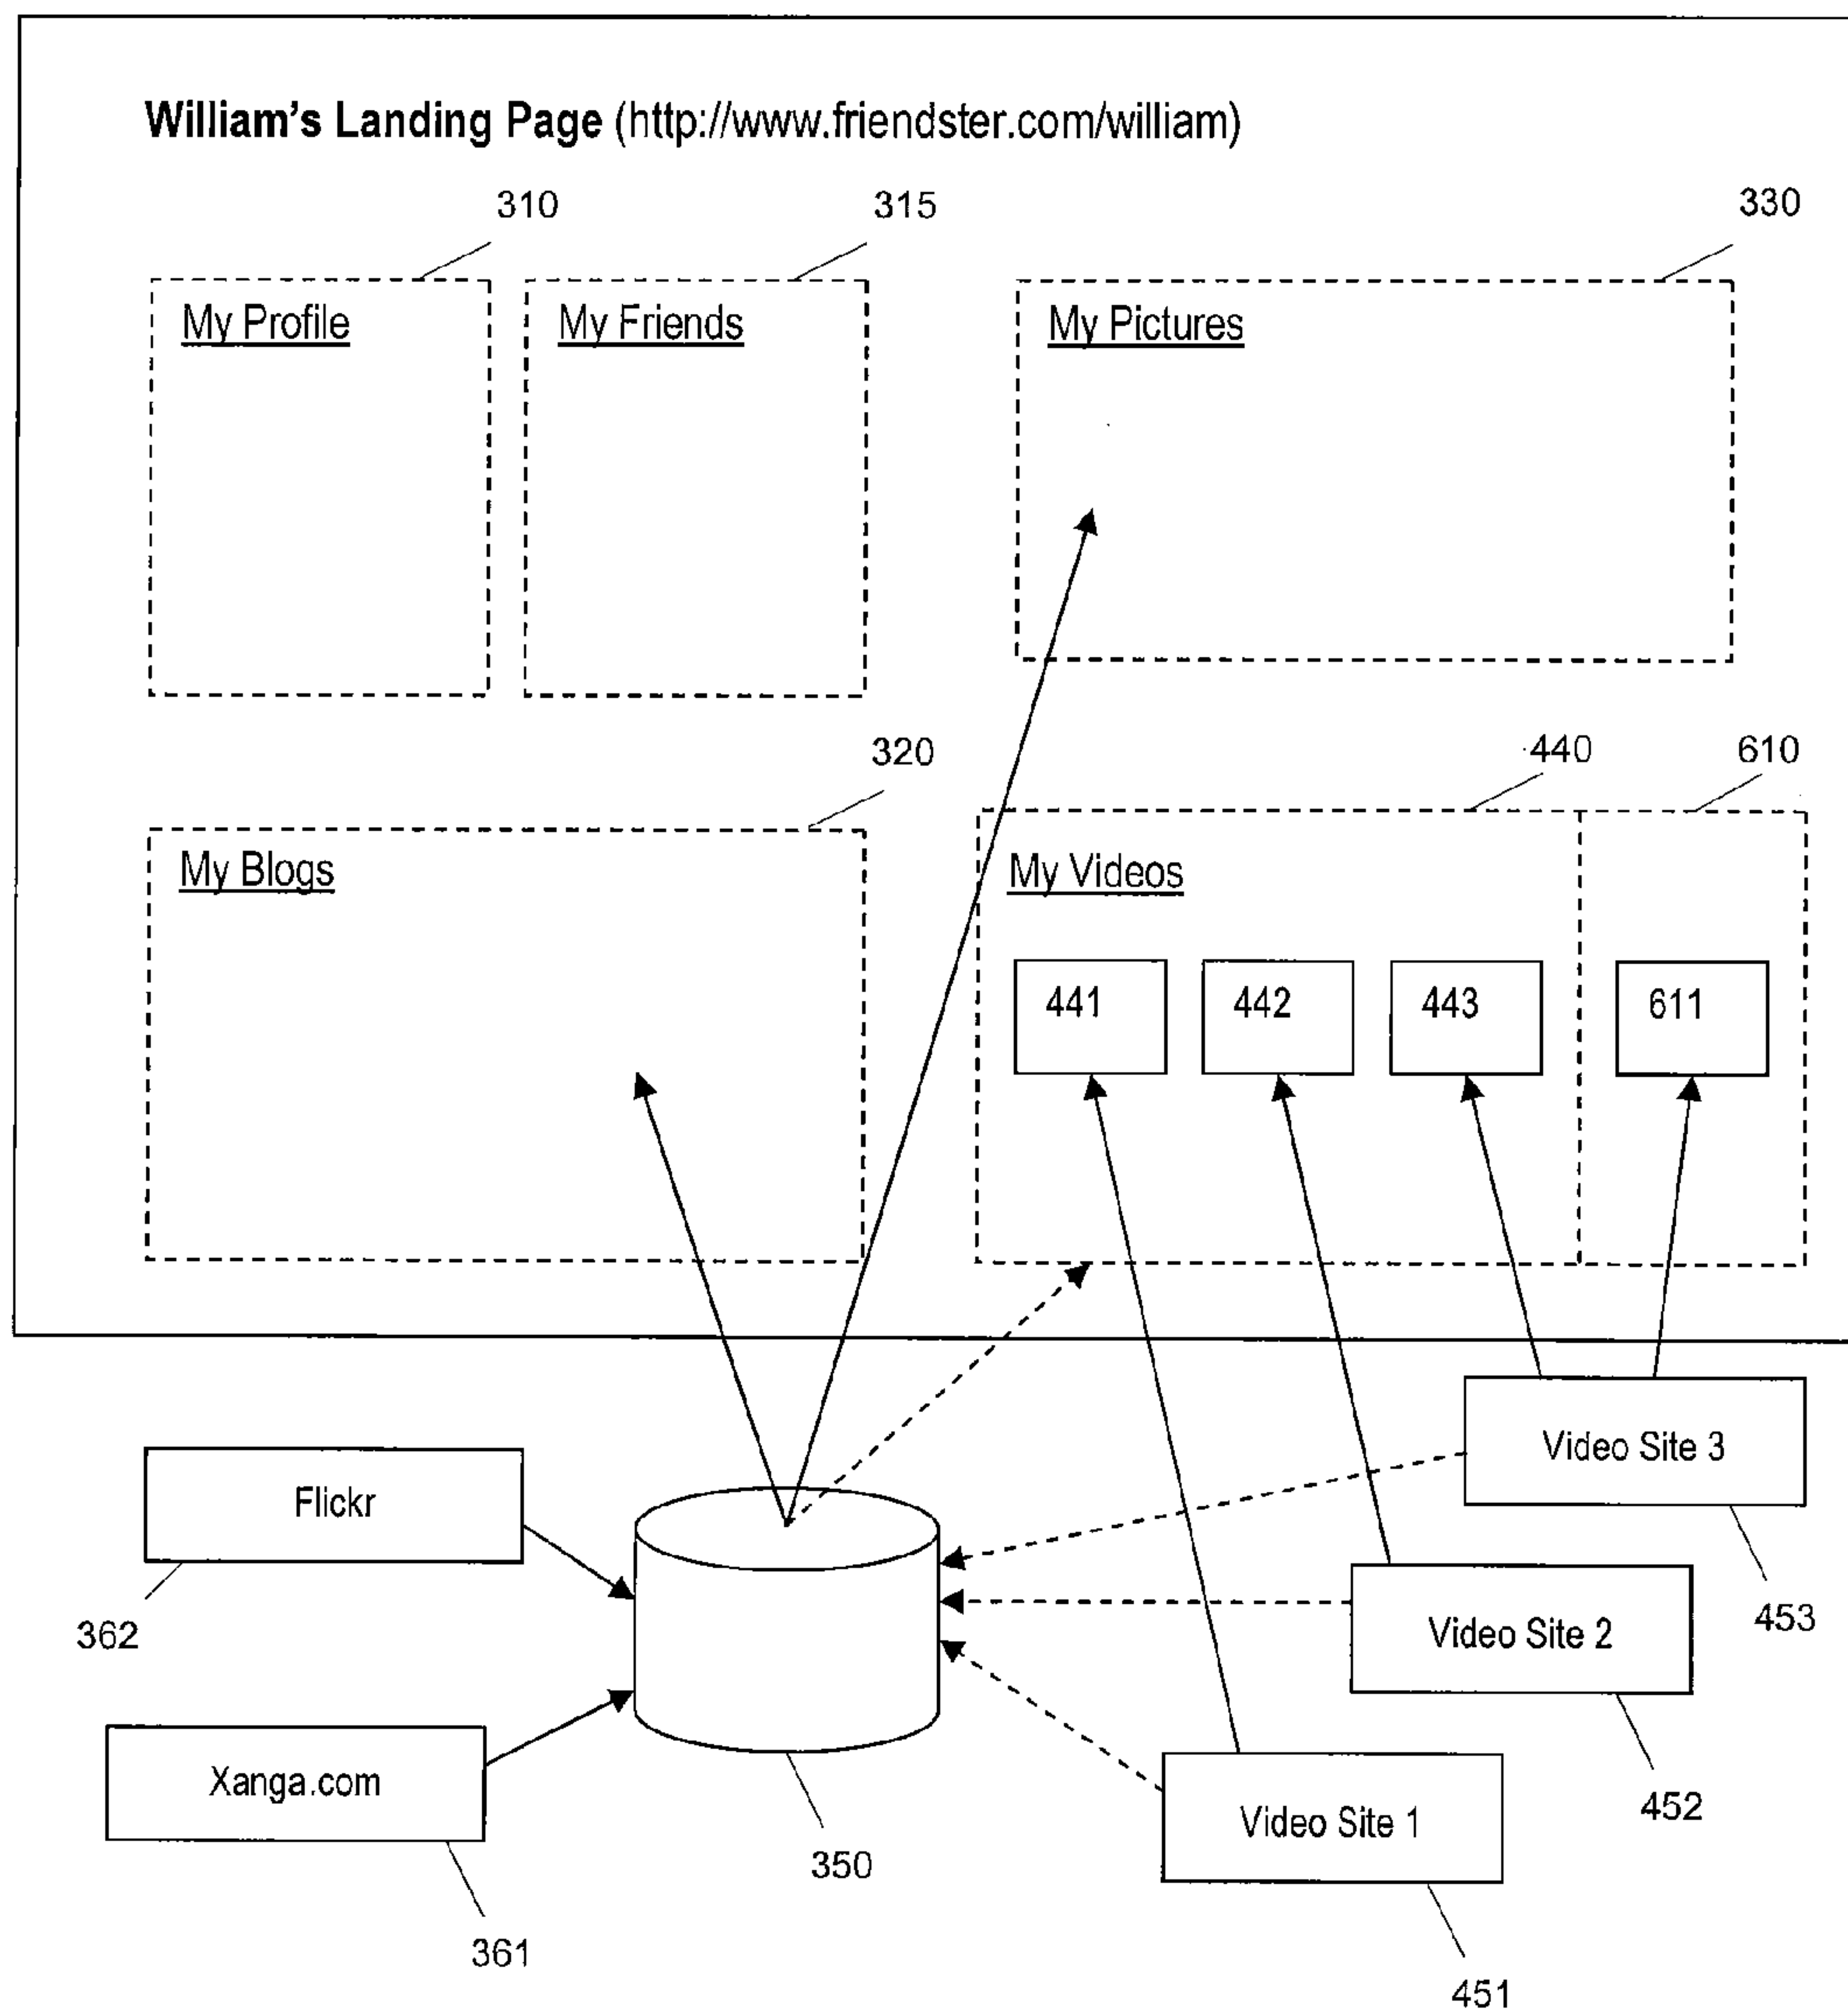 William's Landing Page (http://www.friendster.com/william)
310
315
330
My Profile
My Friends
My Pictures
320
440
610
My Blogs
My Videos
441
442
443
611
Flickr
Video Site 3
362
453
Video Site 2
Xanga.com
452
350
Video Site 1
361
451